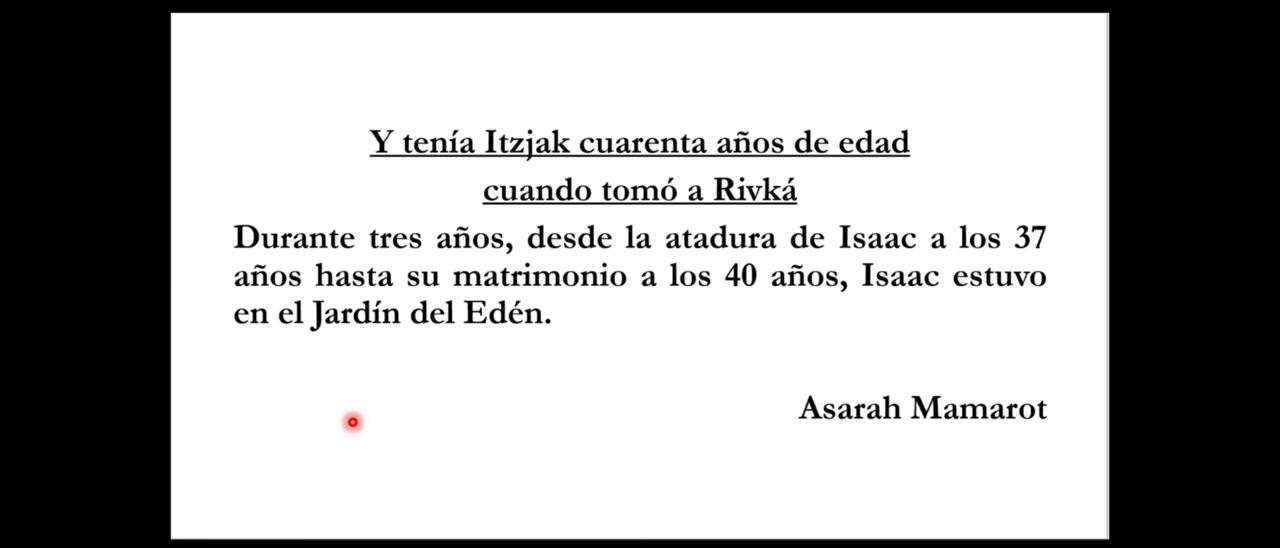 Y tenía Itzjak cuarenta años de edad
cuando tomó a Rivká
Durante tres años, desde la atadura de Isaac a los 37
años hasta su matrimonio a los 40 años, Isaac estuvo
en el Jardín del Edén.
Asarah Mamarot